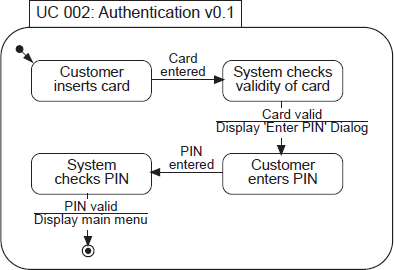 UC 002: Authentication v0.1
Customer
inserts card
Card
entered
System checks
validity of card
Card valid
Display 'Enter PIN' Dialog
Customer
enters PIN
PIN
entered
System
checks PIN
PIN valid
Display main menu